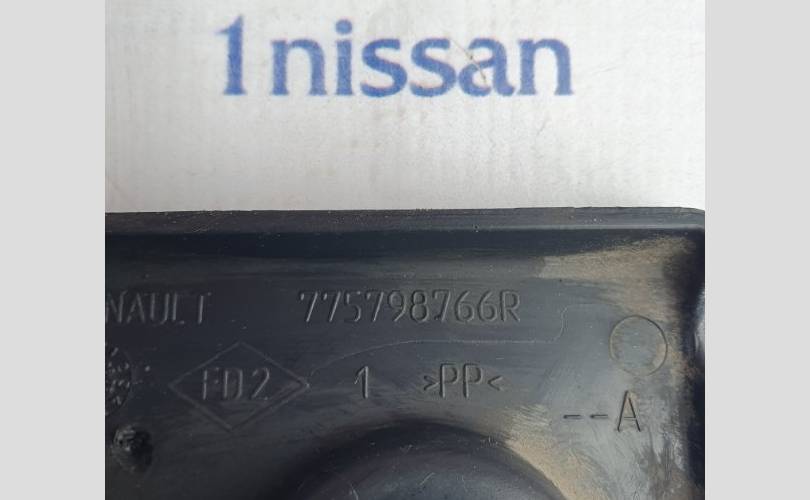 1nissan
NAULT 775798766R
FD2 1 >PP<
--A